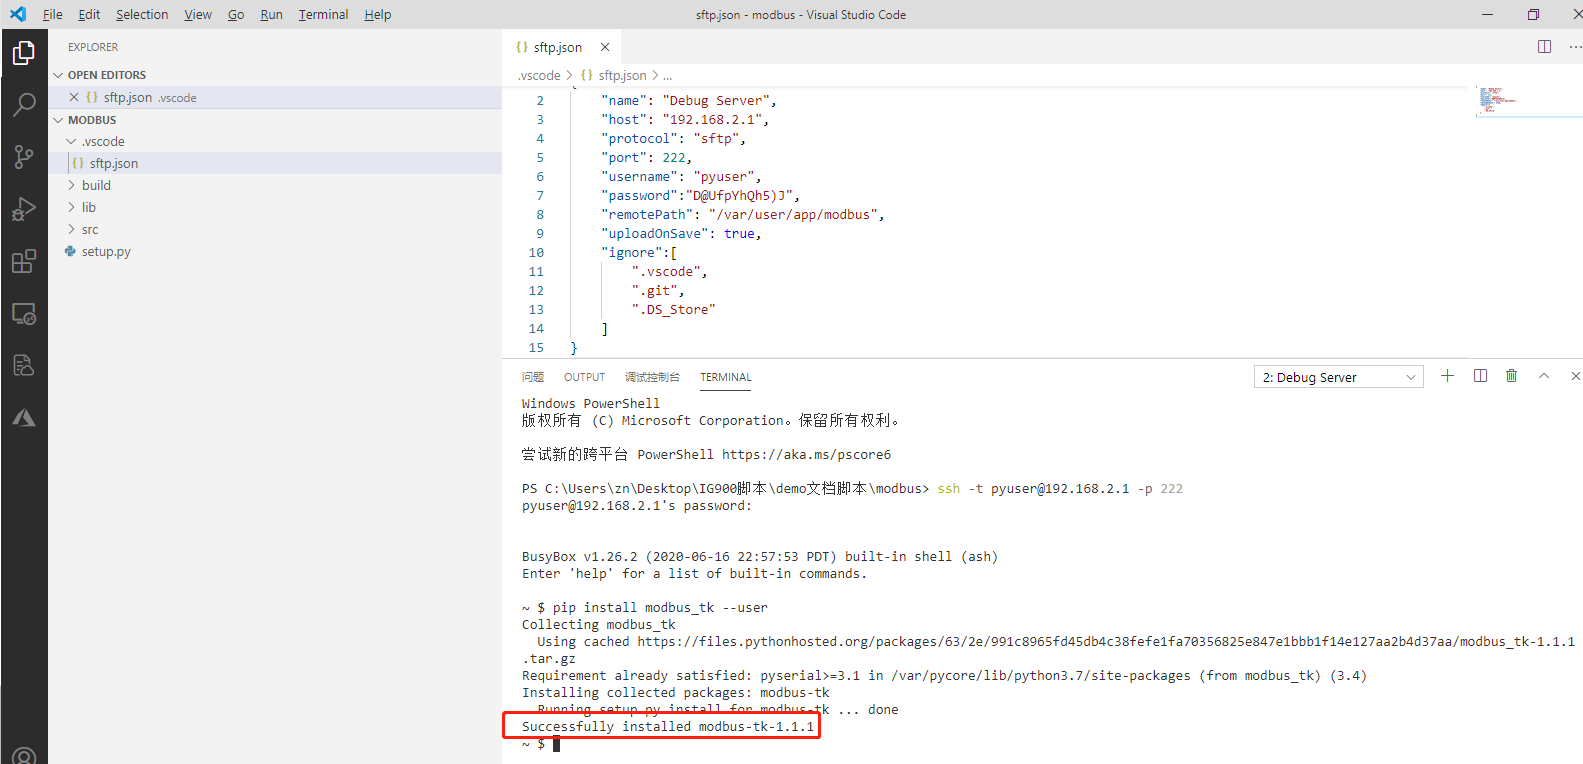 File Edit Selection View Go Run Terminal Help
sftp.json - modbus - Visual Studio Code
EXPLORER
OPEN EDITORS
sftp.json .vscode
MODBUS
.vscode
{} sftp.json
build
lib
src
setup.py
{} sftp.json
.vscode > {} sftp.json > ...
2 "name": "Debug Server",
3 "host": "192.168.2.1",
4 "protocol": "sftp",
5 "port": 222,
6 "username": "pyuser",
7 "password":"D@UfpYhQh5)J",
8 "remotePath": "/var/user/app/modbus",
9 "uploadOnSave": true,
10 "ignore":[
11 ".vscode",
12 ".git",
13 ".DS_Store"
14 ]
15 }
问题 OUTPUT 调试控制台 TERMINAL
2: Debug Server
Windows PowerShell
版权所有 (C) Microsoft Corporation。保留所有权利。
尝试新的跨平台 PowerShell https://aka.ms/pscore6
PS C:\Users\zn\Desktop\IG900脚本\demo文档脚本\modbus> ssh -t pyuser@192.168.2.1 -p 222
pyuser@192.168.2.1's password:
BusyBox v1.26.2 (2020-06-16 22:57:53 PDT) built-in shell (ash)
Enter 'help' for a list of built-in commands.
~ $ pip install modbus_tk --user
Collecting modbus_tk
Using cached https://files.pythonhosted.org/packages/63/2e/991c8965fd45db4c38fefe1fa70356825e847e1bbb1f14e127aa2b4d37aa/modbus_tk-1.1.1
.tar.gz
Requirement already satisfied: pyserial>=3.1 in /var/pycore/lib/python3.7/site-packages (from modbus_tk) (3.4)
Installing collected packages: modbus-tk
Running setup.py install for modbus-tk ... done
Successfully installed modbus-tk-1.1.1
~ $